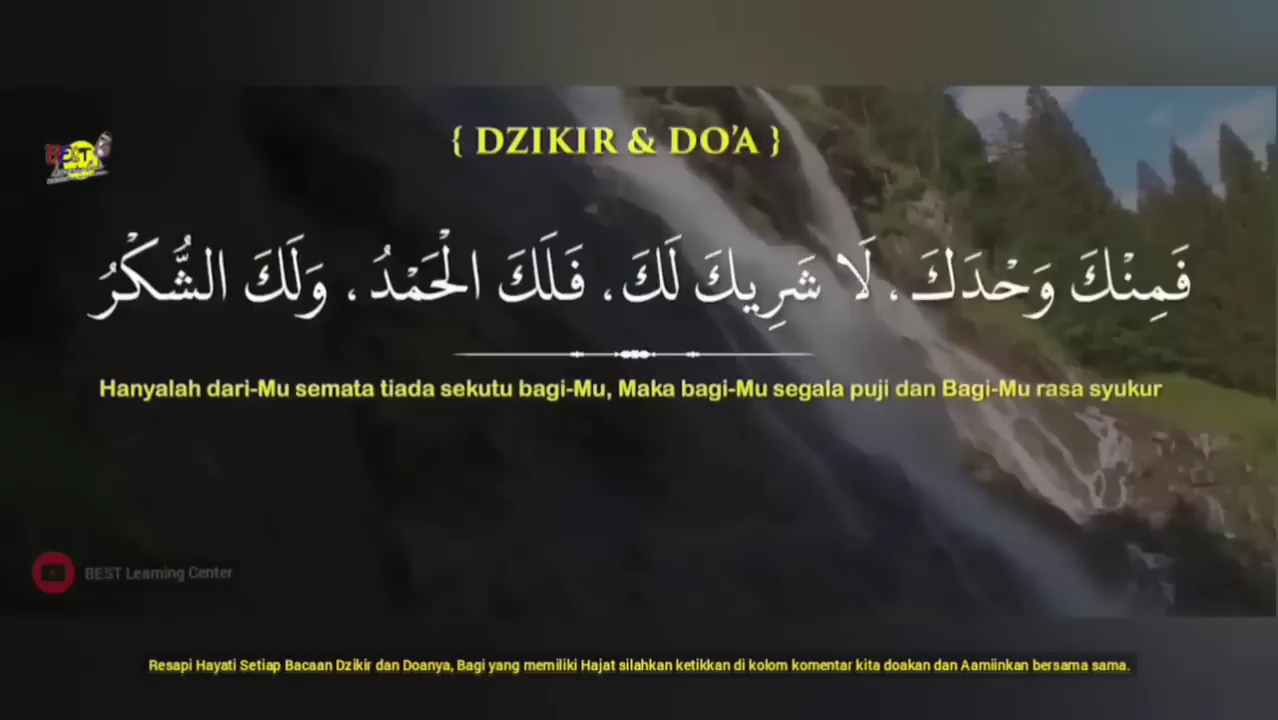 { DZIKIR & DO'A }
فَمِنْكَ وَحْدَكَ، لَا شَرِيكَ لَكَ، فَلَكَ الْحَمْدُ، وَلَكَ الشُّكْرُ
Hanyalah dari-Mu semata tiada sekutu bagi-Mu, Maka bagi-Mu segala puji dan Bagi-Mu rasa syukur
BEST Learning Center
Resapi Hayati Setiap Bacaan Dzikir dan Doanya, Bagi yang memiliki Hajat silahkan ketikkan di kolom komentar kita doakan dan Aamiinkan bersama sama.